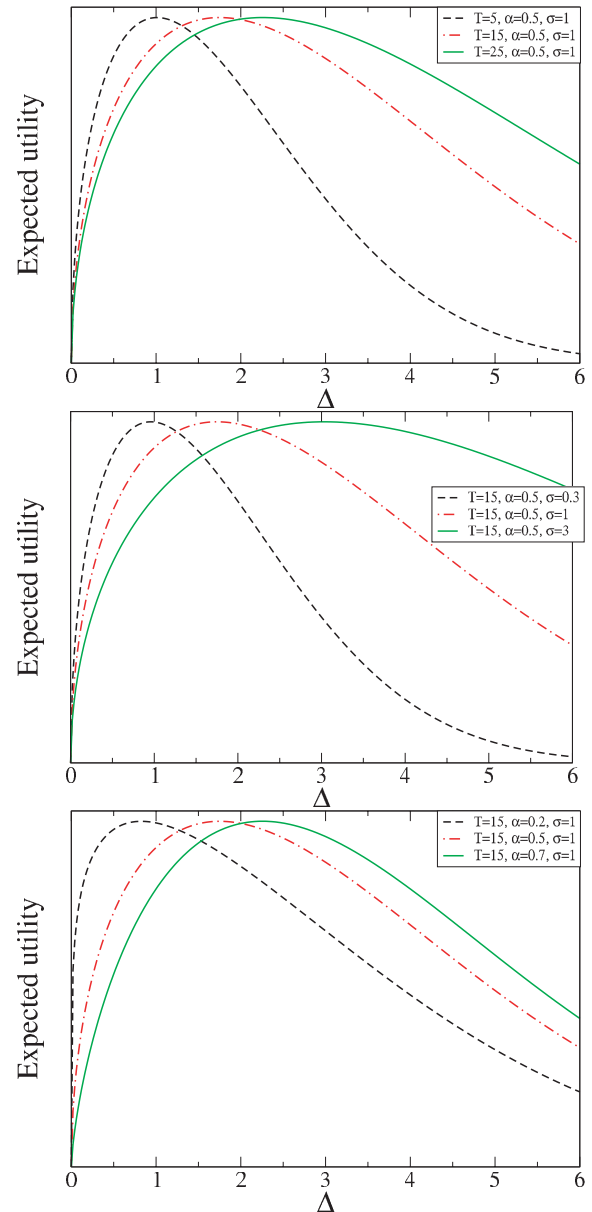 T=5, α=0.5, σ=1
T=15, α=0.5, σ=1
T=25, α=0.5, σ=1
Expected utility
0 1 2 3 4 5 6
Δ
T=15, α=0.5, σ=0.3
T=15, α=0.5, σ=1
T=15, α=0.5, σ=3
Expected utility
0 1 2 3 4 5 6
Δ
T=15, α=0.2, σ=1
T=15, α=0.5, σ=1
T=15, α=0.7, σ=1
Expected utility
0 1 2 3 4 5 6
Δ